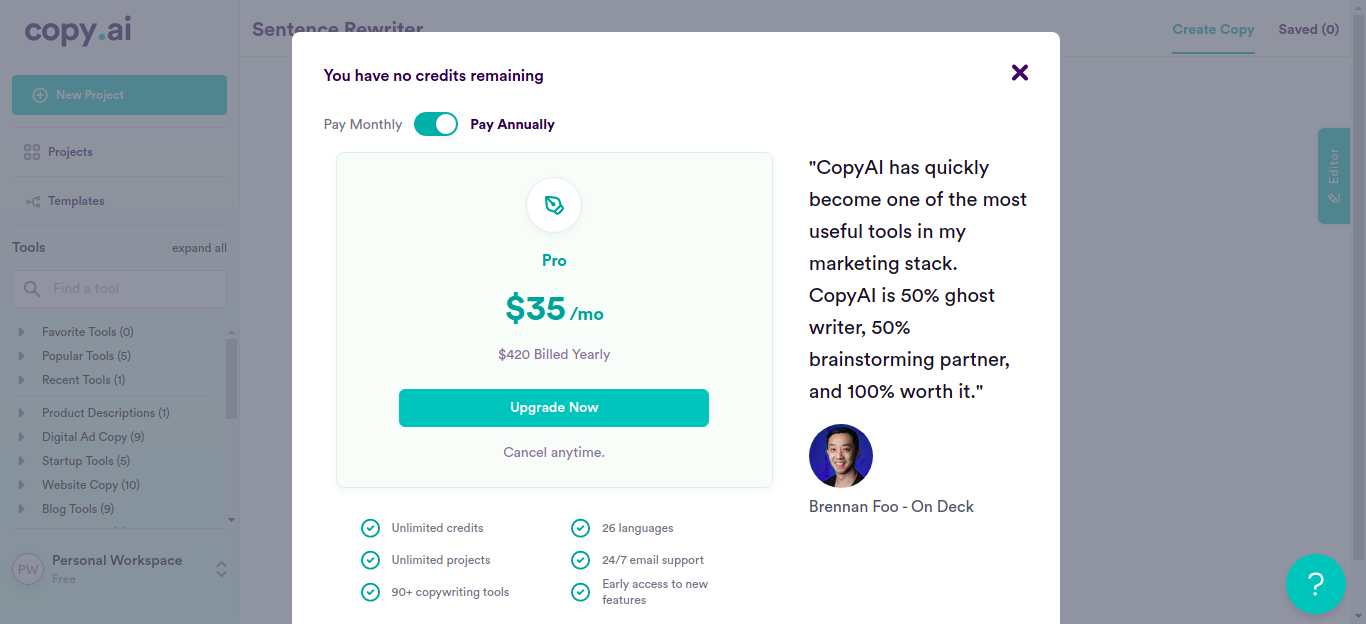 copy.ai
Sentence Rewriter
Create Copy
Saved (0)
New Project
Projects
Templates
Tools
expand all
Find a tool
Favorite Tools (0)
Popular Tools (5)
Recent Tools (1)
Product Descriptions (1)
Digital Ad Copy (9)
Startup Tools (5)
Website Copy (10)
Blog Tools (9)
PW
Personal Workspace
Free
You have no credits remaining
Pay Monthly
Pay Annually
Pro
$35 /mo
$420 Billed Yearly
Upgrade Now
Cancel anytime.
Unlimited credits
Unlimited projects
90+ copywriting tools
26 languages
24/7 email support
Early access to new
features
"CopyAI has quickly
become one of the most
useful tools in my
marketing stack.
CopyAI is 50% ghost
writer, 50%
brainstorming partner,
and 100% worth it."
Brennan Foo - On Deck
Editor
?